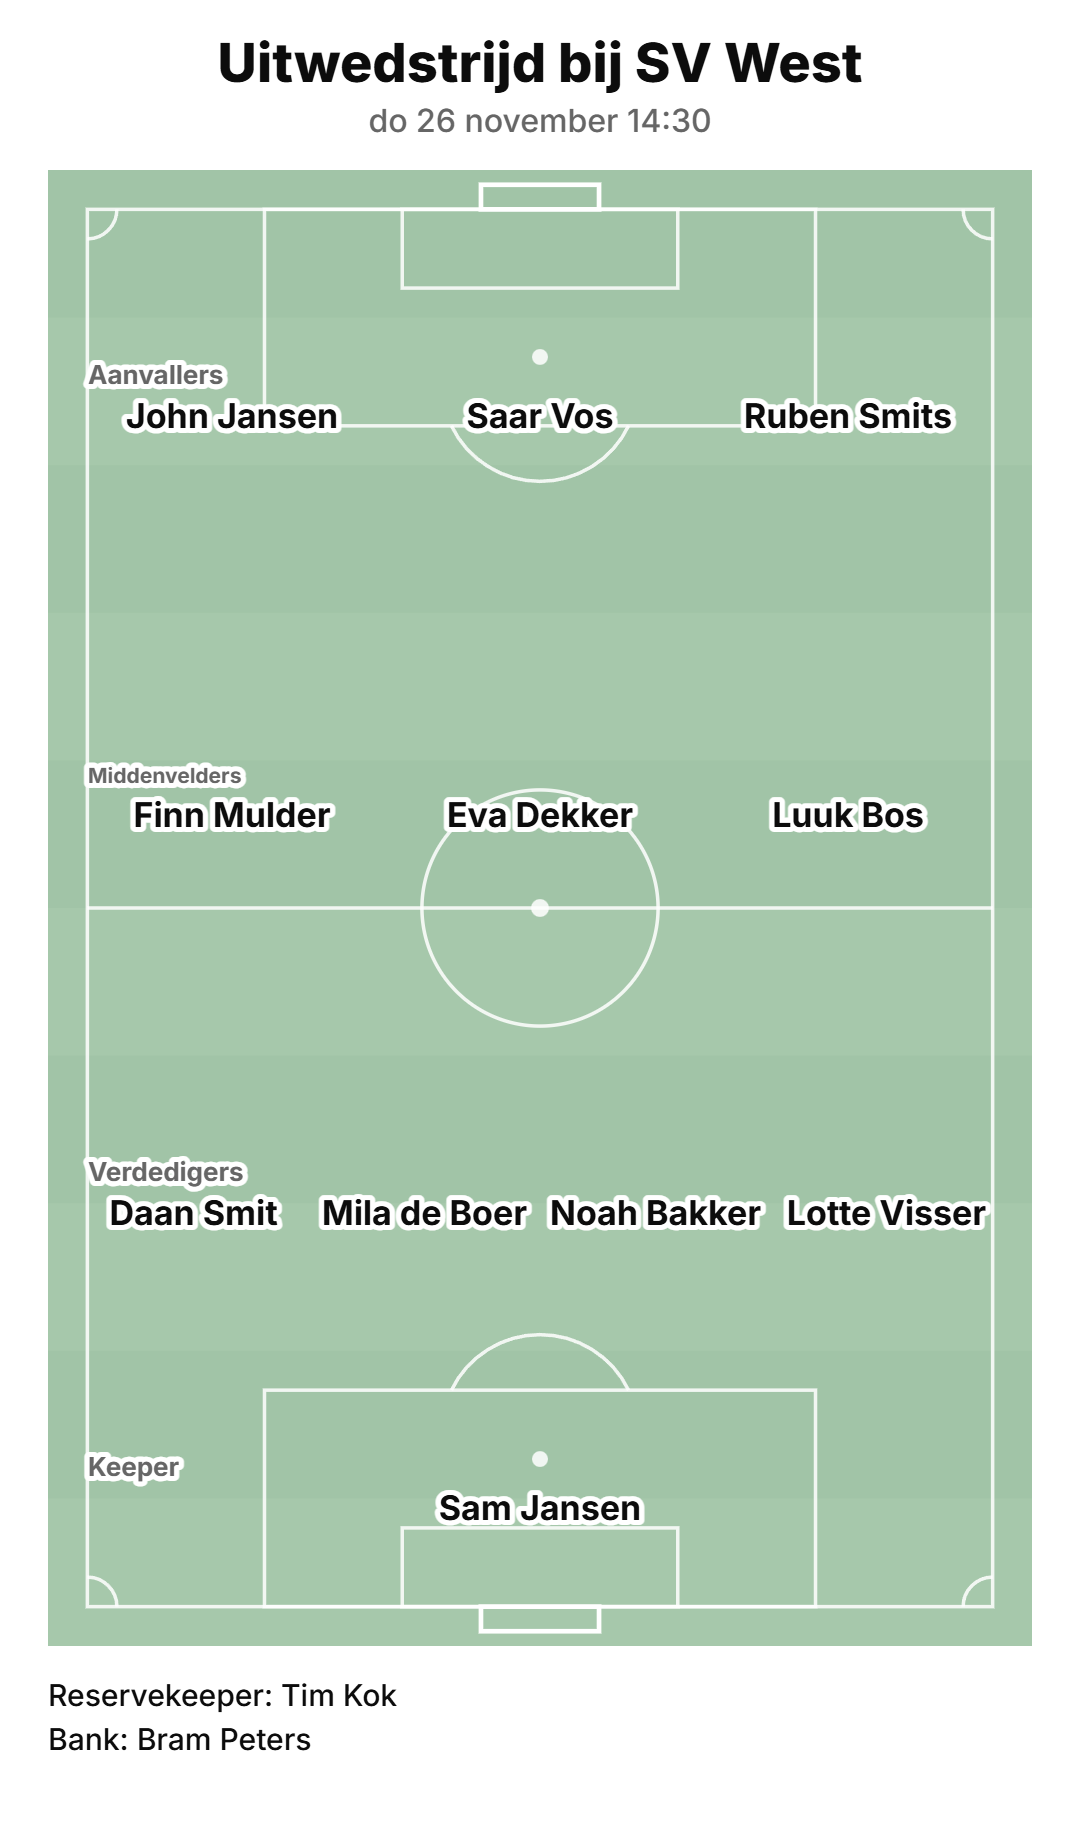 Uitwedstrijd bij SV West
do 26 november 14:30
Aanvallers
John Jansen Saar Vos Ruben Smits
Middenvelders
Finn Mulder Eva Dekker Luuk Bos
Verdedigers
Daan Smit Mila de Boer Noah Bakker Lotte Visser
Keeper
Sam Jansen
Reservekeeper: Tim Kok
Bank: Bram Peters